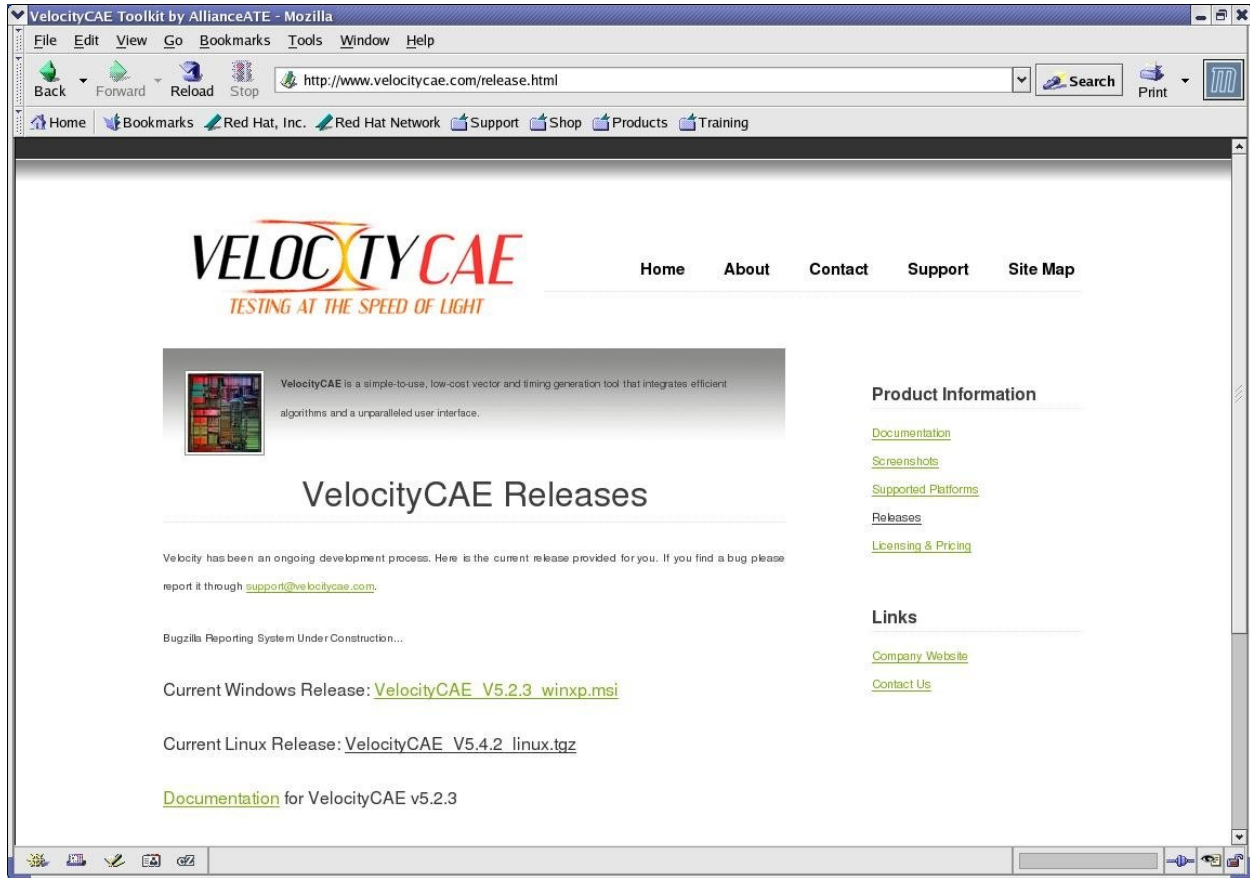 VelocityCAE Toolkit by AllianceATE - Mozilla
File Edit View Go Bookmarks Tools Window Help
Back Forward Reload Stop http://www.velocitycae.com/release.html Search Print
Home Bookmarks Red Hat, Inc. Red Hat Network Support Shop Products Training
VELOCITYCAE
TESTING AT THE SPEED OF LIGHT
Home About Contact Support Site Map
VelocityCAE is a simple-to-use, low-cost vector and timing generation tool that integrates efficient
algorithms and a unparalleled user interface.
VelocityCAE Releases
Velocity has been an ongoing development process. Here is the current release provided for you. If you find a bug please
report it through support@velocitycae.com.
Bugzilla Reporting System Under Construction...
Current Windows Release: VelocityCAE_V5.2.3_winxp.msi
Current Linux Release: VelocityCAE_V5.4.2_linux.tgz
Documentation for VelocityCAE v5.2.3
Product Information
Documentation
Screenshots
Supported Platforms
Releases
Licensing & Pricing
Links
Company Website
Contact Us